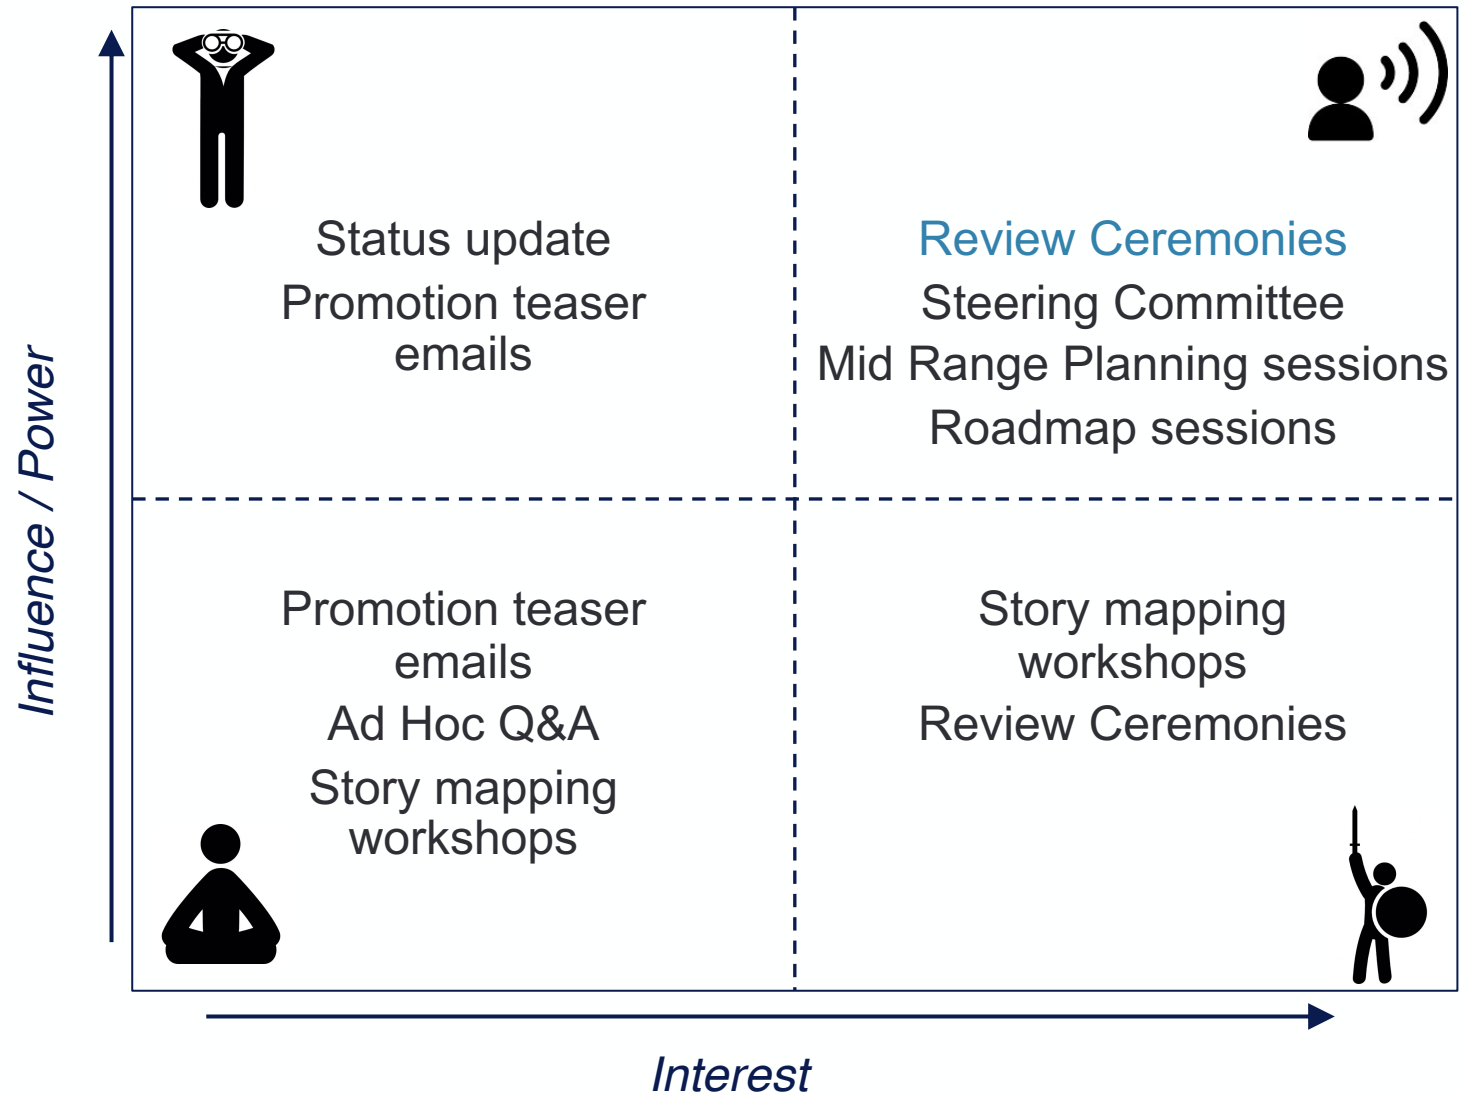 Status update
Promotion teaser
emails
Review Ceremonies
Steering Committee
Mid Range Planning sessions
Roadmap sessions
Influence / Power
Promotion teaser
emails
Ad Hoc Q&A
Story mapping
workshops
Story mapping
workshops
Review Ceremonies
Interest